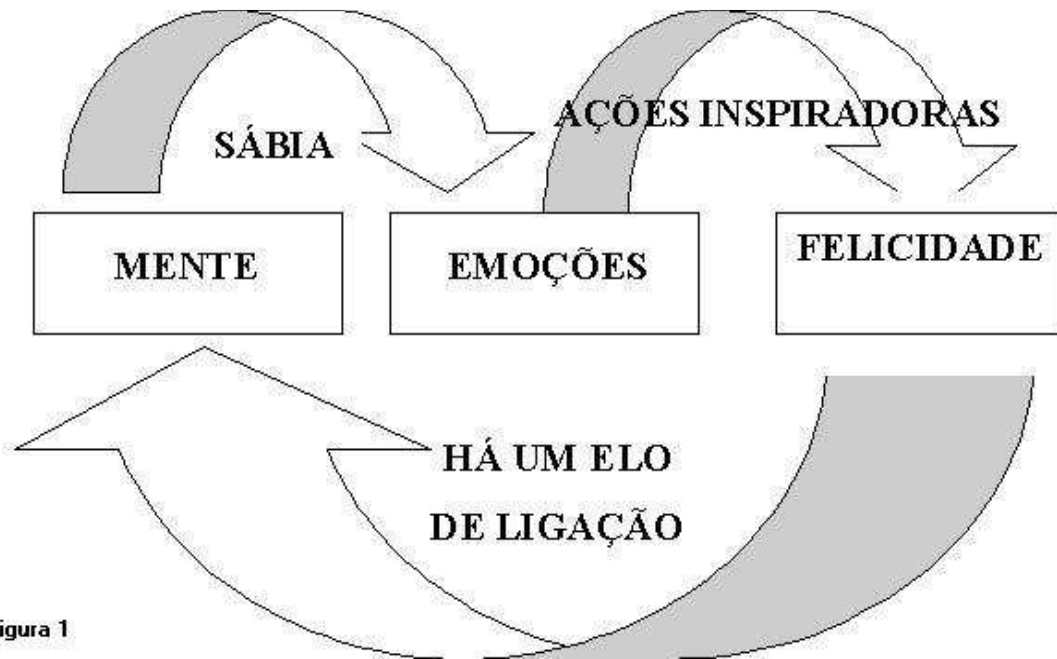 SÁBIA
AÇÕES INSPIRADORAS
MENTE
EMOÇÕES
FELICIDADE
HÁ UM ELO
DE LIGAÇÃO
igura 1